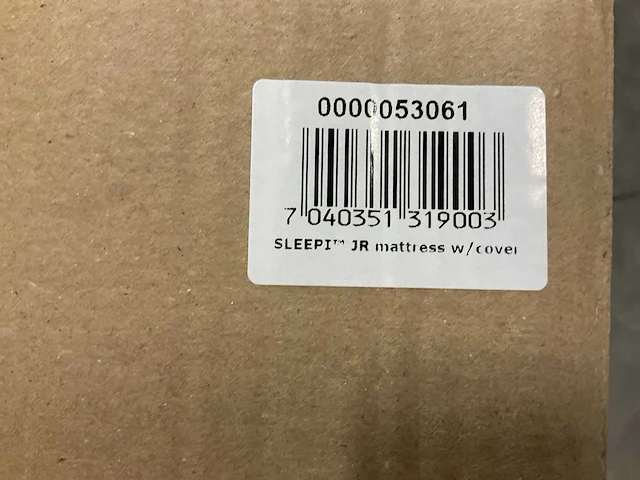 0000053061
7 040351 319003
SLEEPI™ JR mattress w/cover